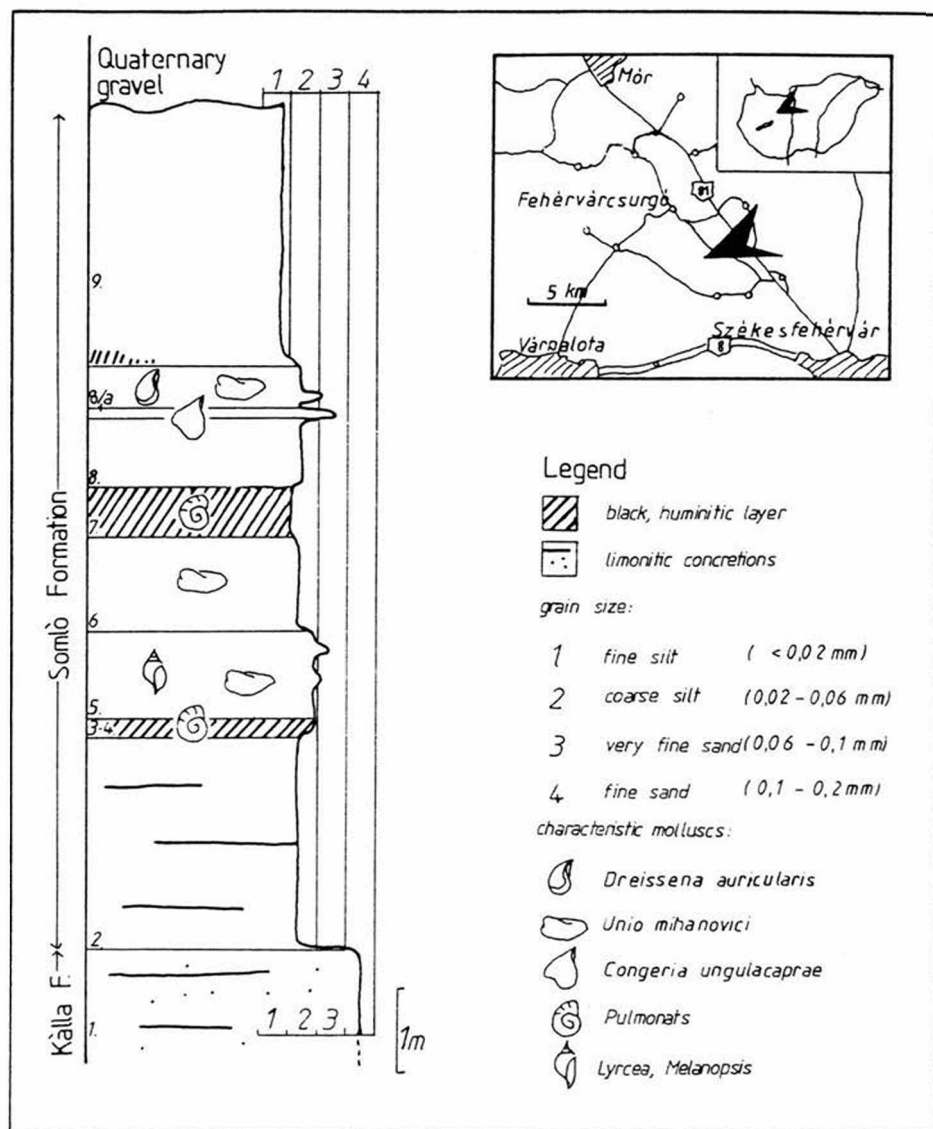 Quaternary
gravel
1 2 3 4
9.
8/a
8.
7.
6
5.
3-4
2.
1.
1 2 3
1m
Somlò Formation
Kàlla F.
Mór
81
Fehérvárcsurgó
5 km
Székesfehérvár
Várpalota
8
Legend
black, huminitic layer
limonitic concretions
grain size:
1 fine silt ( <0,02 mm)
2 coarse silt (0,02 - 0,06 mm)
3 very fine sand (0,06 - 0,1 mm)
4 fine sand (0,1 - 0,2 mm)
characteristic molluscs:
Dreissena auricularis
Unio mihanovici
Congeria ungulacaprae
Pulmonats
Lyrcea, Melanopsis